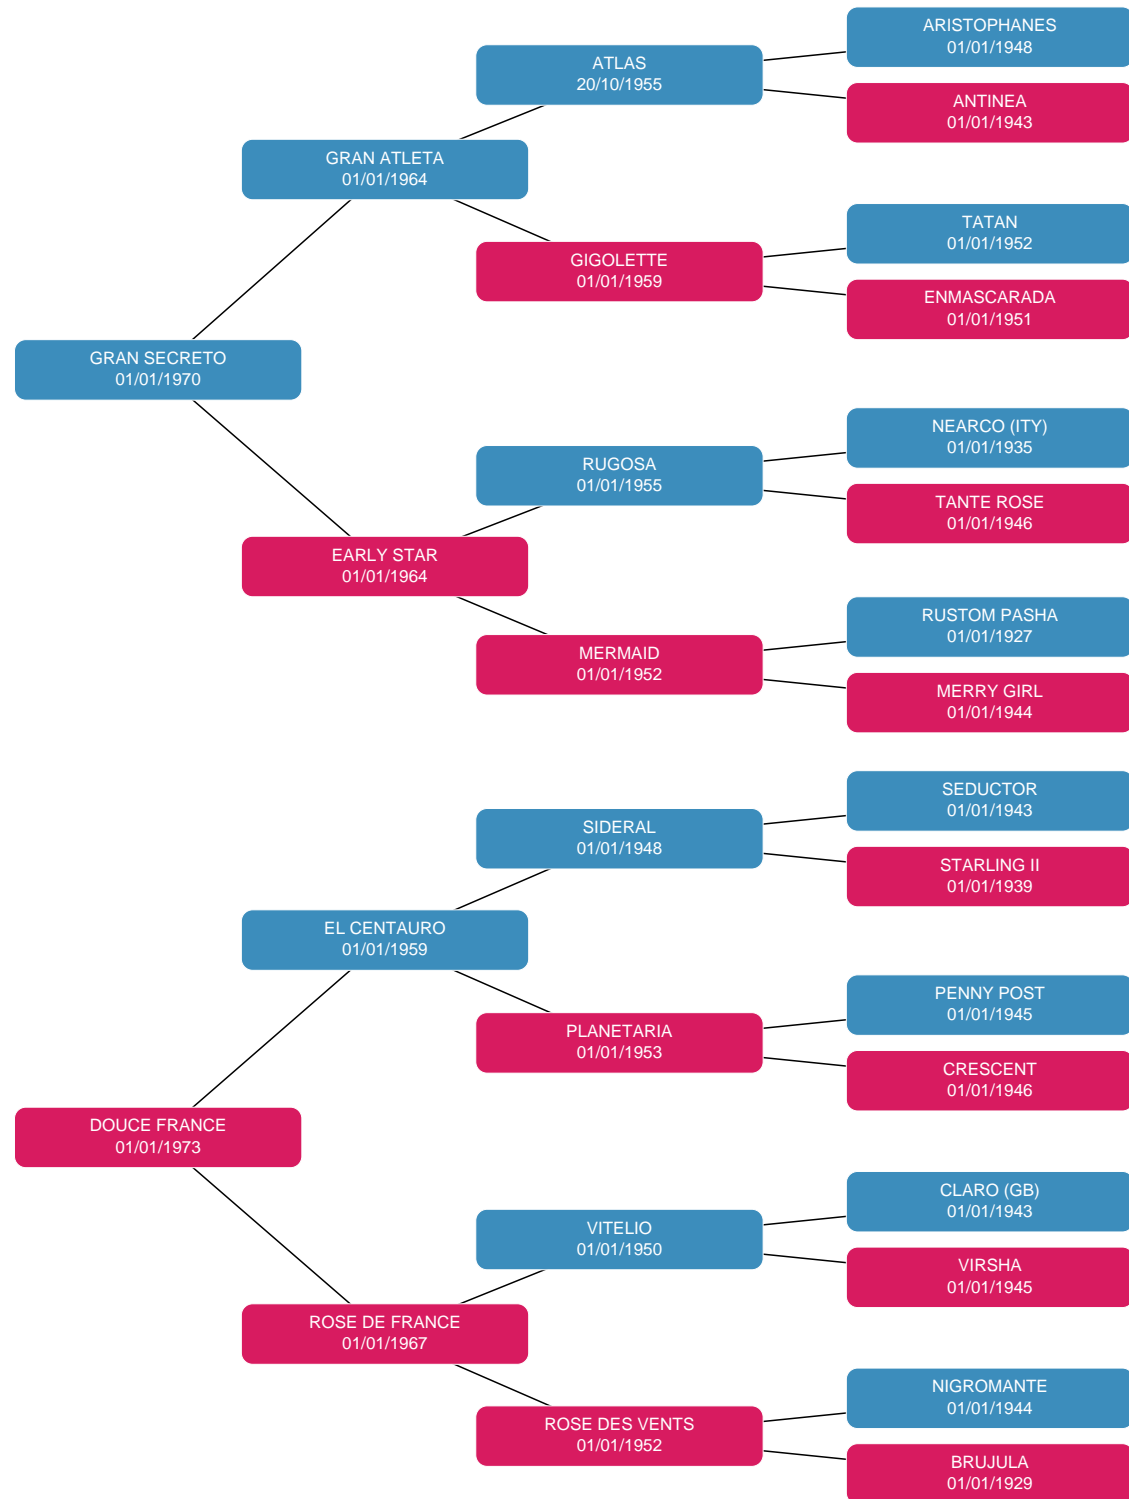 ARISTOPHANES
01/01/1948
ATLAS
20/10/1955
ANTINEA
01/01/1943
GRAN ATLETA
01/01/1964
TATAN
01/01/1952
GIGOLETTE
01/01/1959
ENMASCARADA
01/01/1951
GRAN SECRETO
01/01/1970
NEARCO (ITY)
01/01/1935
RUGOSA
01/01/1955
TANTE ROSE
01/01/1946
EARLY STAR
01/01/1964
RUSTOM PASHA
01/01/1927
MERMAID
01/01/1952
MERRY GIRL
01/01/1944
SEDUCTOR
01/01/1943
SIDERAL
01/01/1948
STARLING II
01/01/1939
EL CENTAURO
01/01/1959
PENNY POST
01/01/1945
PLANETARIA
01/01/1953
CRESCENT
01/01/1946
DOUCE FRANCE
01/01/1973
CLARO (GB)
01/01/1943
VITELIO
01/01/1950
VIRSHA
01/01/1945
ROSE DE FRANCE
01/01/1967
NIGROMANTE
01/01/1944
ROSE DES VENTS
01/01/1952
BRUJULA
01/01/1929